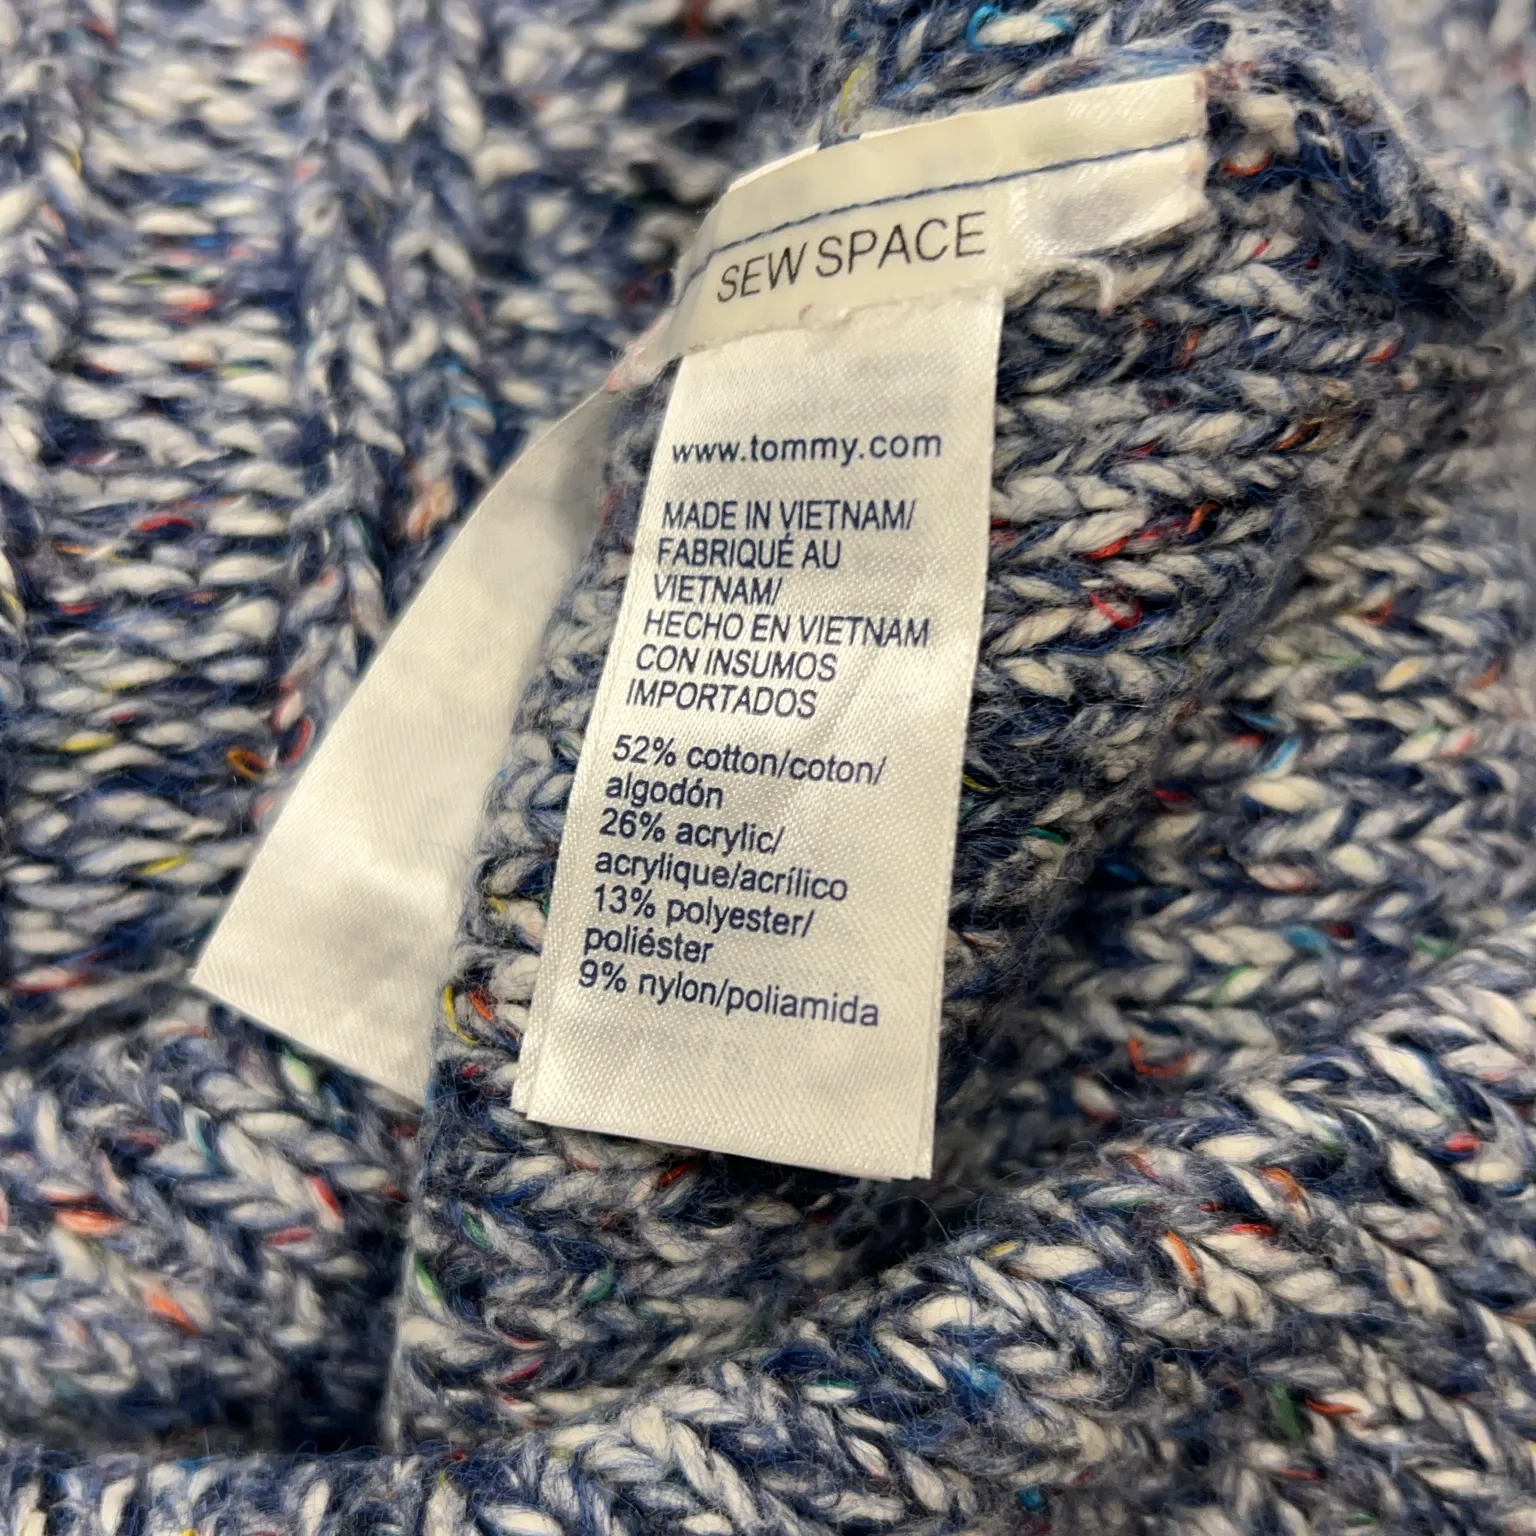 SEW SPACE
www.tommy.com
MADE IN VIETNAM/
FABRIQUÉ AU
VIETNAM/
HECHO EN VIETNAM
CON INSUMOS
IMPORTADOS
52% cotton/coton/
algodón
26% acrylic/
acrylique/acrílico
13% polyester/
poliéster
9% nylon/poliamida